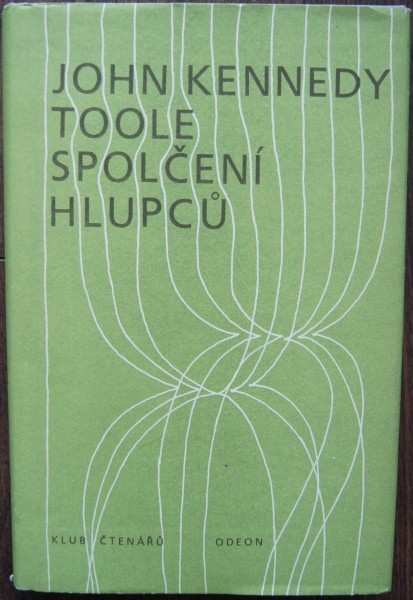 JOHN KENNEDY
TOOLE
SPOLČENÍ
HLUPCŮ
KLUB ČTENÁŘŮ ODEON